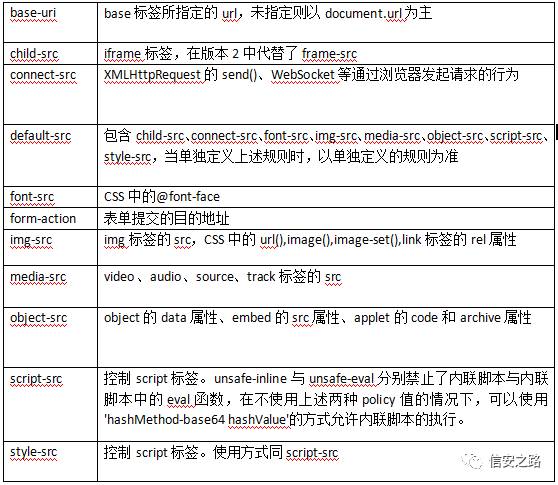 base-uri
base 标签所指定的 url，未指定则以 document.url 为主
child-src
iframe 标签，在版本 2 中代替了 frame-src
connect-src
XMLHttpRequest 的 send()、WebSocket 等通过浏览器发起请求的行为
default-src
包含 child-src、connect-src、font-src、img-src、media-src、object-src、script-src、
style-src，当单独定义上述规则时，以单独定义的规则为准
font-src
CSS 中的@font-face
form-action
表单提交的目的地址
img-src
img 标签的 src，CSS 中的 url(),image(),image-set(),link 标签的 rel 属性
media-src
video、audio、source、track 标签的 src
object-src
object 的 data 属性、embed 的 src 属性、applet 的 code 和 archive 属性
script-src
控制 script 标签。unsafe-inline 与 unsafe-eval 分别禁止了内联脚本与内联
脚本中的 eval 函数，在不使用上述两种 policy 值的情况下，可以使用
'hashMethod-base64 hashValue'的方式允许内联脚本的执行。
style-src
控制 script 标签。使用方式同 script-src
信安之路